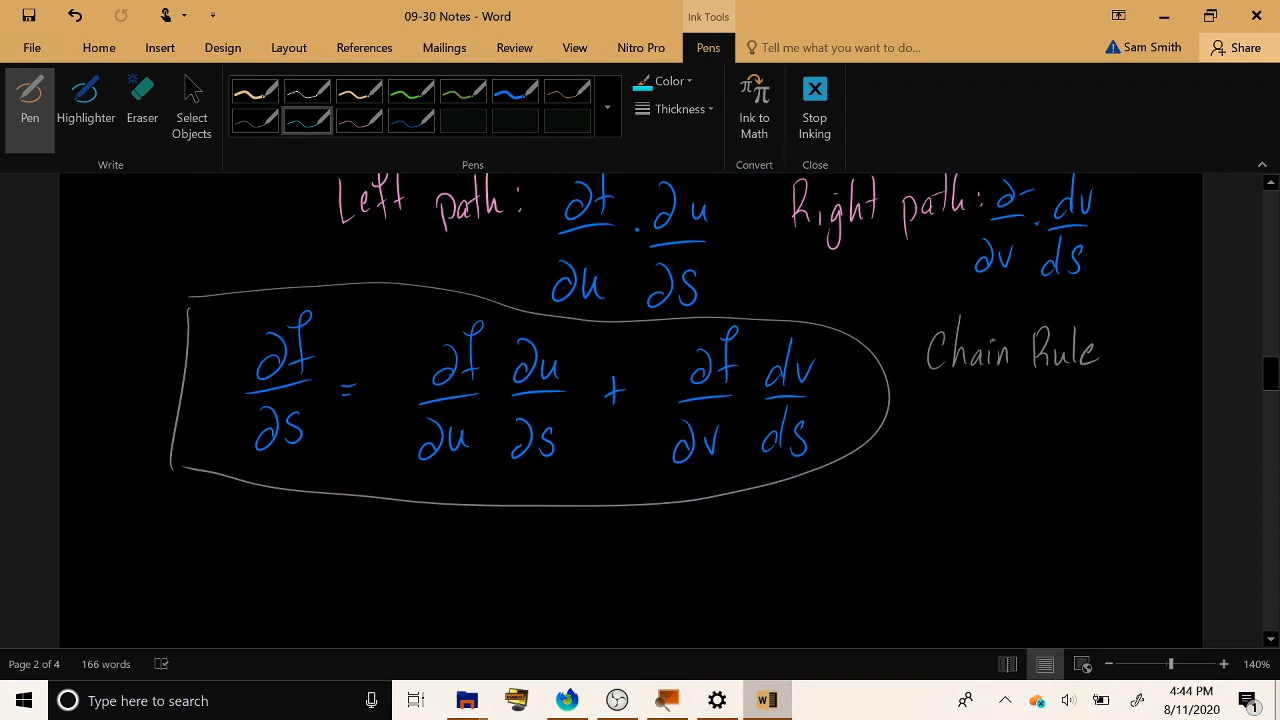 09-30 Notes - Word
Ink Tools
File Home Insert Design Layout References Mailings Review View Nitro Pro Pens Tell me what you want to do... Sam Smith Share
Pen Highlighter Eraser Select Objects
Color
Thickness
Ink to Math
Stop Inking
Write Pens Convert Close
Left path: ∂f/∂u · ∂u/∂s Right path: ∂f/∂v · dv/ds
∂f/∂s = ∂f/∂u ∂u/∂s + ∂f/∂v dv/ds Chain Rule
Page 2 of 4 166 words 140%
Type here to search
4:44 PM
8/11/2020
1